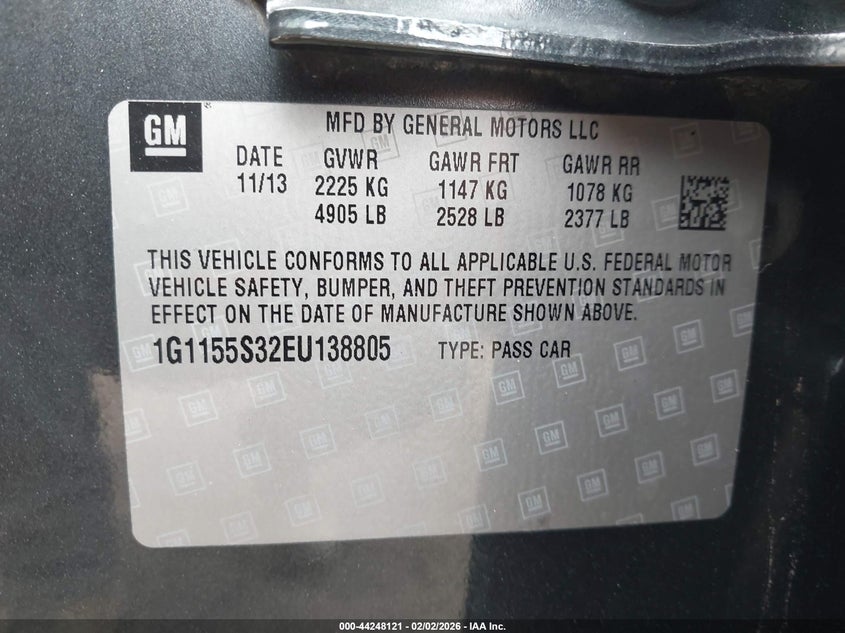 GM
MFD BY GENERAL MOTORS LLC
DATE GVWR GAWR FRT GAWR RR
11/13 2225 KG 1147 KG 1078 KG
4905 LB 2528 LB 2377 LB
THIS VEHICLE CONFORMS TO ALL APPLICABLE U.S. FEDERAL MOTOR
VEHICLE SAFETY, BUMPER, AND THEFT PREVENTION STANDARDS IN
EFFECT ON THE DATE OF MANUFACTURE SHOWN ABOVE.
1G1155S32EU138805 TYPE: PASS CAR
000-44248121 - 02/02/2026 - IAA Inc.